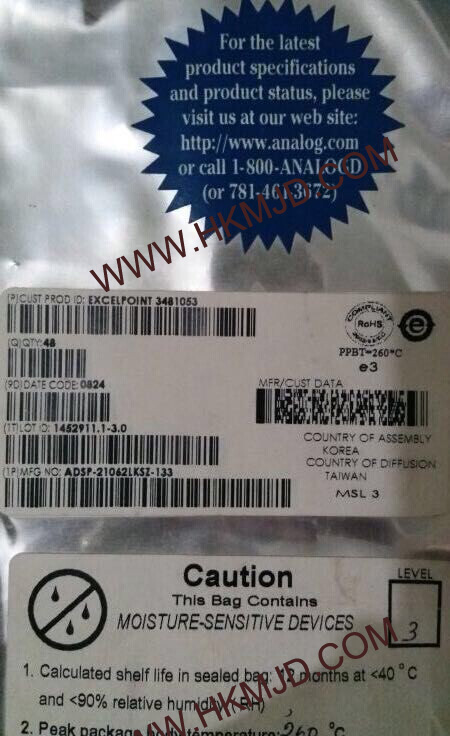 For the latest
product specifications
and product status, please
visit us at our web site:
http://www.analog.com
or call 1-800-ANALOGD
(or 781-461-3672)
WWW.HKMJD.COM
(P)CUST PROD ID: EXCELPOINT 3481053
(Q)QTY: 48
(9D)DATE CODE: 0824
(1T)LOT ID: 1452911.1-3.0
(1P)MFG NO: ADSP-21062LKSZ-133
COMPLIANT
RoHS
e
PPBT=260°C
e3
MFR/CUST DATA
COUNTRY OF ASSEMBLY
KOREA
COUNTRY OF DIFFUSION
TAIWAN
MSL 3
Caution
This Bag Contains
MOISTURE-SENSITIVE DEVICES
LEVEL
3
1. Calculated shelf life in sealed bag: 12 months at <40 °C
and <90% relative humidity (RH)
2. Peak package body temperature: 260 °C
WWW.HKMJD.COM